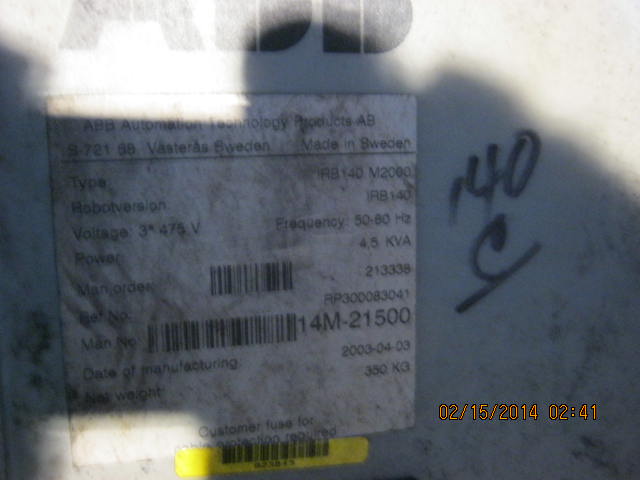 ABB
ABB Automation Technology Products AB
S-721 68 Västerås Sweden Made in Sweden
Type: IRB140 M2000
Robotversion: IRB140
Voltage: 3* 475 V Frequency: 50-60 Hz
Power: 4,5 KVA
Man.order: 213338
Ref No: RP300083041
Man No: 14M-21500
Date of manufacturing: 2003-04-03
Net weight: 350 KG
Customer fuse for
cable protection required
140
C
02/15/2014 02:41